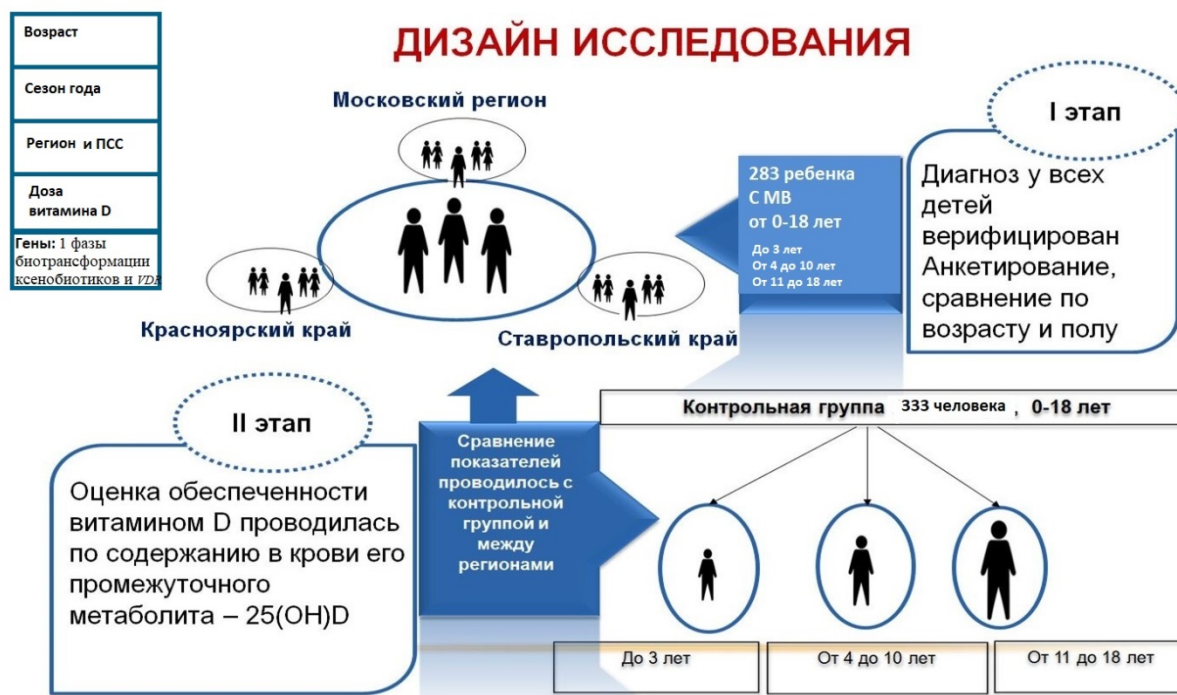 ДИЗАЙН ИССЛЕДОВАНИЯ
Возраст
Сезон года
Регион и ПСС
Доза
витамина D
Гены: 1 фазы
биотрансформации
ксенобиотиков и VDR
Московский регион
Красноярский край
Ставропольский край
283 ребенка
С МВ
от 0-18 лет
До 3 лет
От 4 до 10 лет
От 11 до 18 лет
I этап
Диагноз у всех
детей
верифицирован
Анкетирование,
сравнение по
возрасту и полу
II этап
Оценка обеспеченности
витамином D проводилась
по содержанию в крови его
промежуточного
метаболита – 25(OH)D
Сравнение
показателей
проводилось с
контрольной
группой и
между
регионами
Контрольная группа 333 человека , 0-18 лет
До 3 лет
От 4 до 10 лет
От 11 до 18 лет